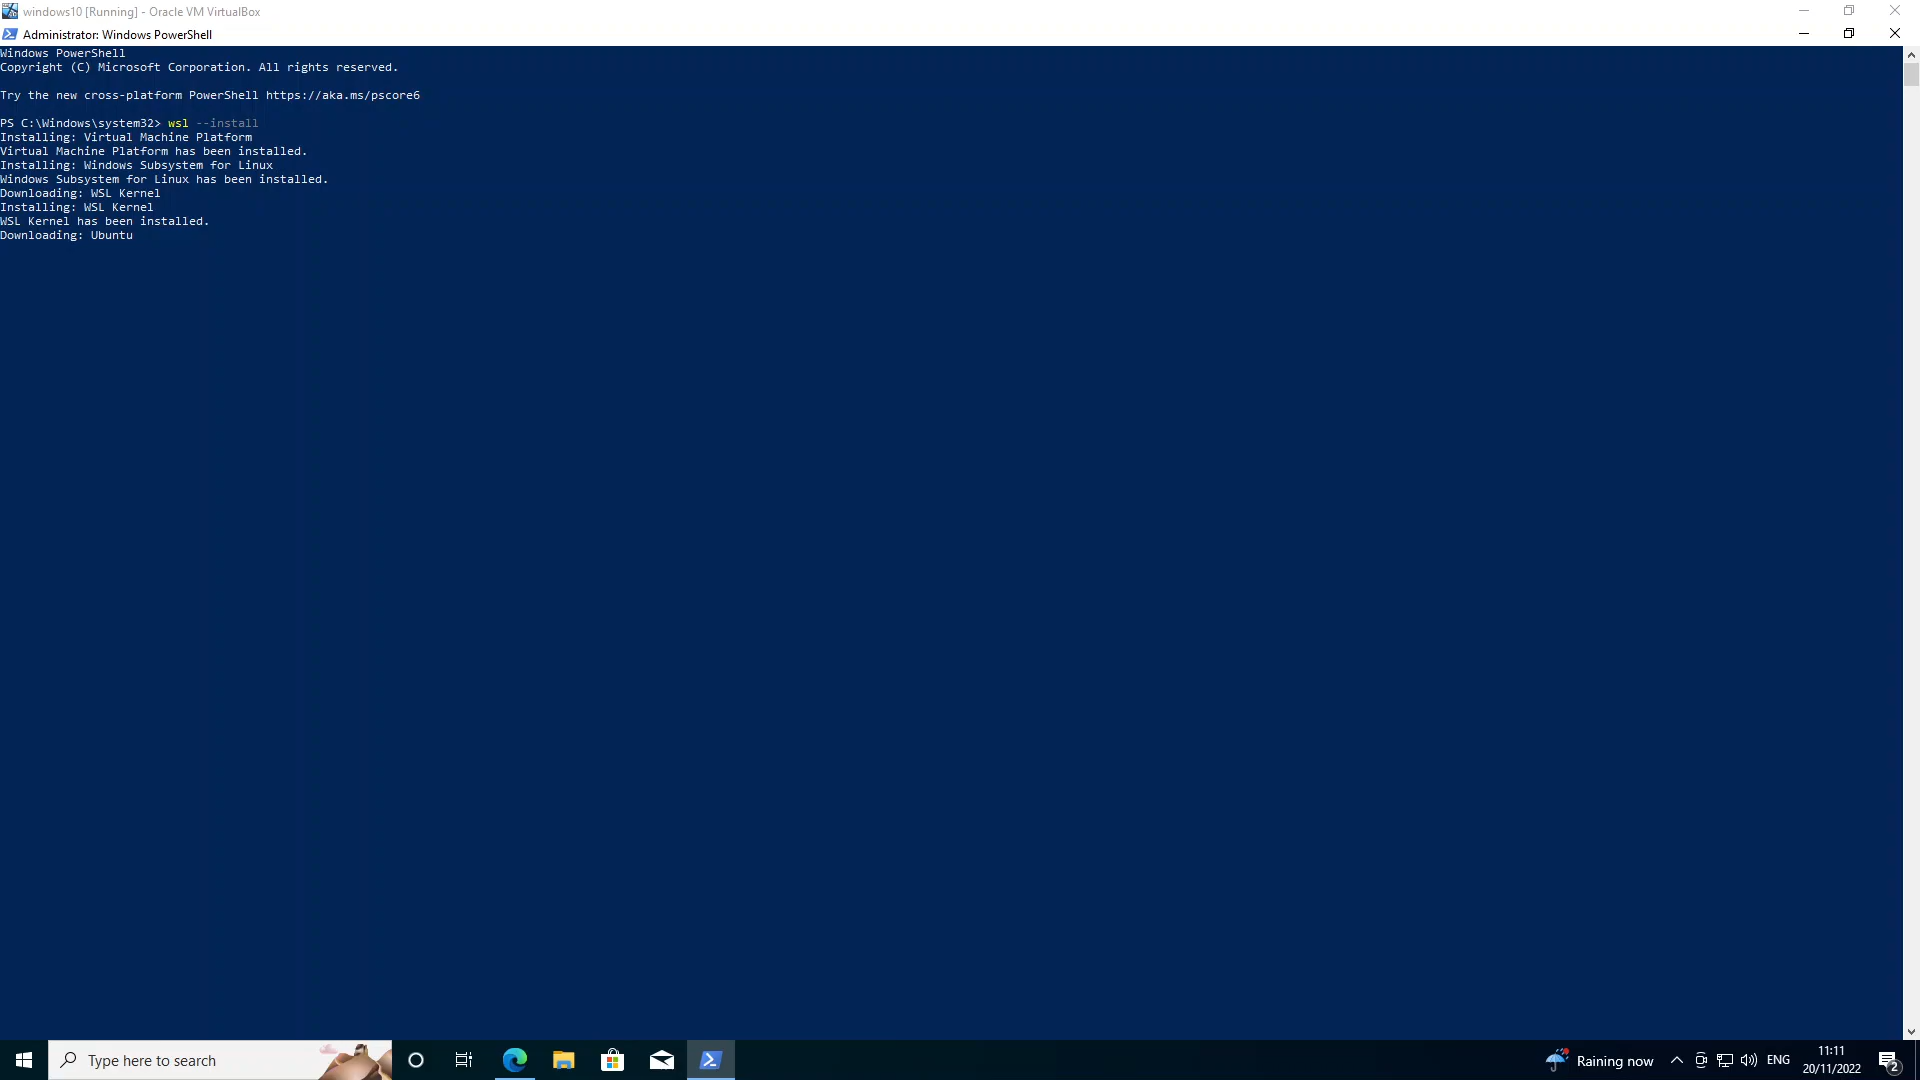 windows10 [Running] - Oracle VM VirtualBox
Administrator: Windows PowerShell
Windows PowerShell
Copyright (C) Microsoft Corporation. All rights reserved.
Try the new cross-platform PowerShell https://aka.ms/pscore6
PS C:\Windows\system32> wsl --install
Installing: Virtual Machine Platform
Virtual Machine Platform has been installed.
Installing: Windows Subsystem for Linux
Windows Subsystem for Linux has been installed.
Downloading: WSL Kernel
Installing: WSL Kernel
WSL Kernel has been installed.
Downloading: Ubuntu
Type here to search
Raining now
ENG
11:11
20/11/2022
2